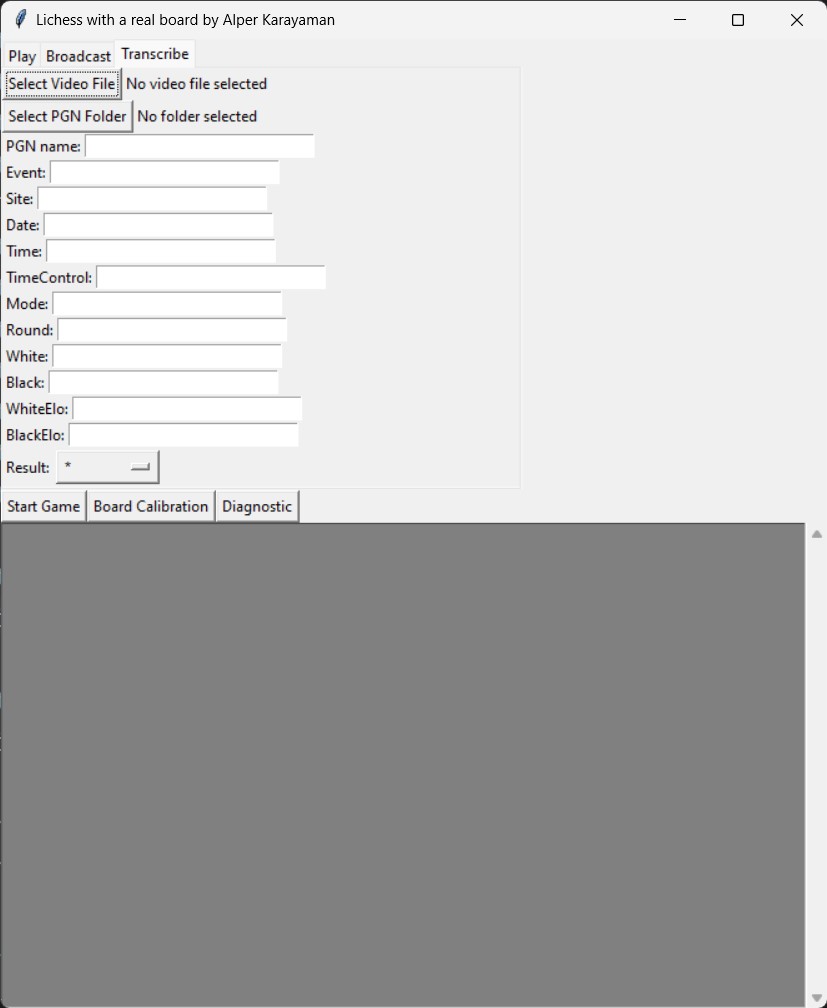 Lichess with a real board by Alper Karayaman
Play Broadcast Transcribe
Select Video File No video file selected
Select PGN Folder No folder selected
PGN name:
Event:
Site:
Date:
Time:
TimeControl:
Mode:
Round:
White:
Black:
WhiteElo:
BlackElo:
Result: *
Start Game Board Calibration Diagnostic